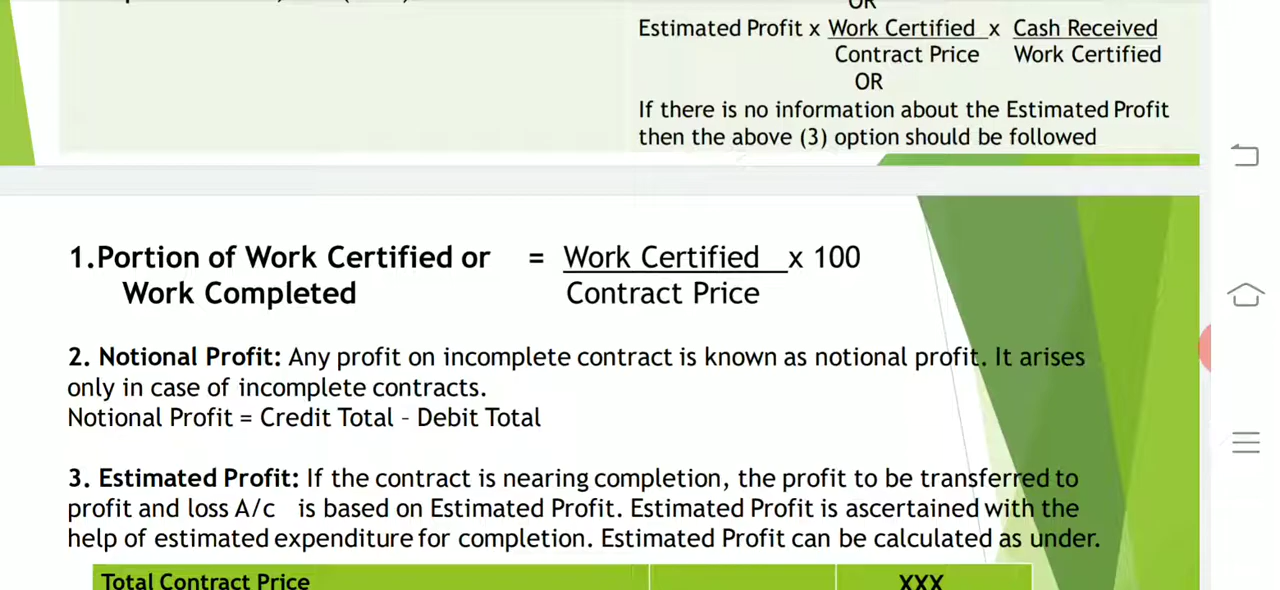 OR
Estimated Profit x Work Certified x Cash Received
Contract Price Work Certified
OR
If there is no information about the Estimated Profit
then the above (3) option should be followed
1.Portion of Work Certified or = Work Certified x 100
Work Completed Contract Price
2. Notional Profit: Any profit on incomplete contract is known as notional profit. It arises
only in case of incomplete contracts.
Notional Profit = Credit Total – Debit Total
3. Estimated Profit: If the contract is nearing completion, the profit to be transferred to
profit and loss A/c is based on Estimated Profit. Estimated Profit is ascertained with the
help of estimated expenditure for completion. Estimated Profit can be calculated as under.
Total Contract Price XXX